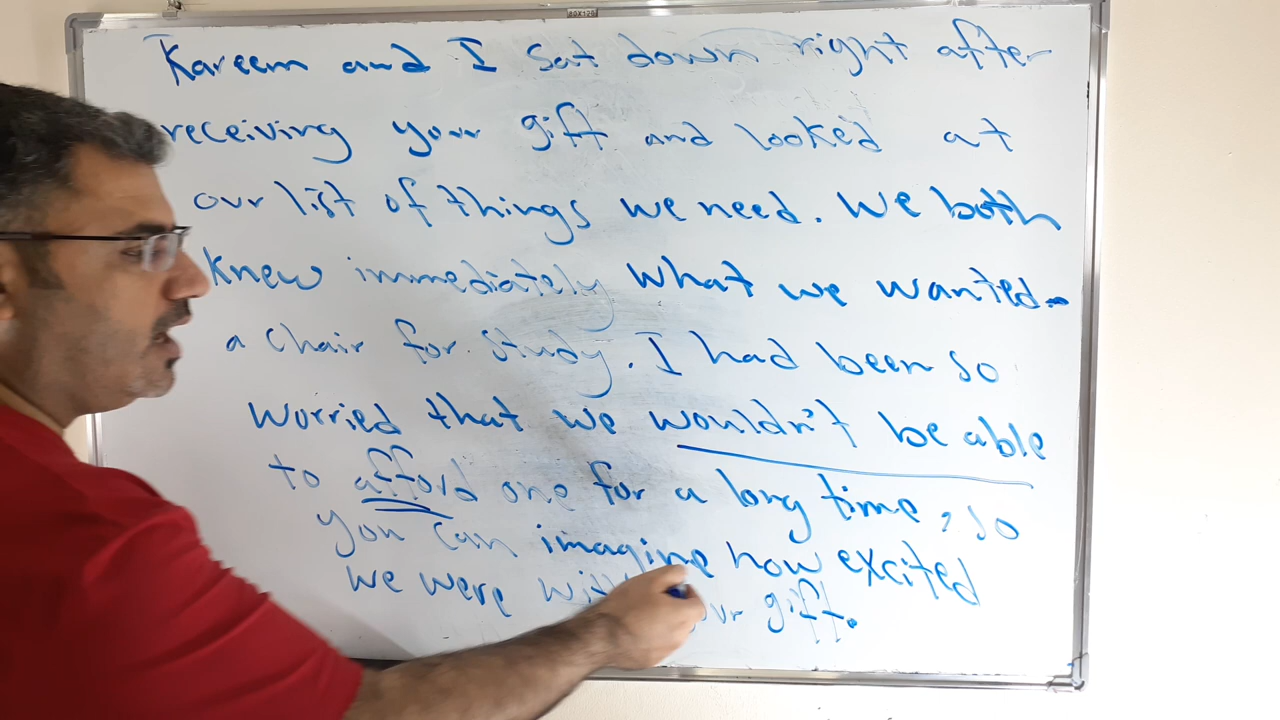 80X120
Kareem and I sat down right after
receiving your gift and looked at
our list of things we need. We both
knew immediately what we wanted-
a chair for study. I had been so
worried that we wouldn't be able
to afford one for a long time, so
you can imagine how excited
we were gift.